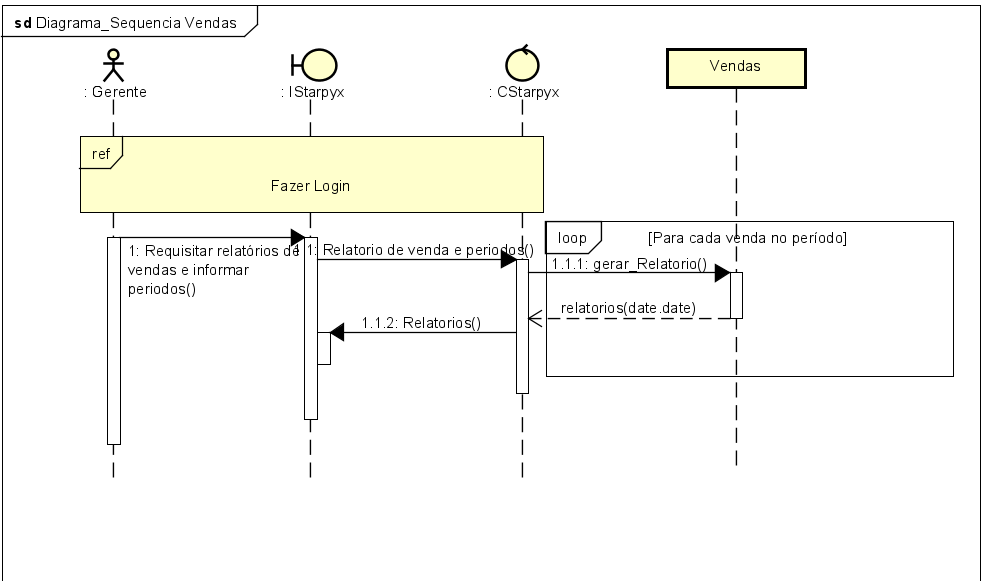 sd Diagrama_Sequencia Vendas
: Gerente
: IStarpyx
: CStarpyx
Vendas
ref
Fazer Login
loop
[Para cada venda no período]
1: Requisitar relatórios de
vendas e informar
periodos()
1.1: Relatorio de venda e periodos()
1.1.1: gerar_Relatorio()
relatorios(date.date)
1.1.2: Relatorios()